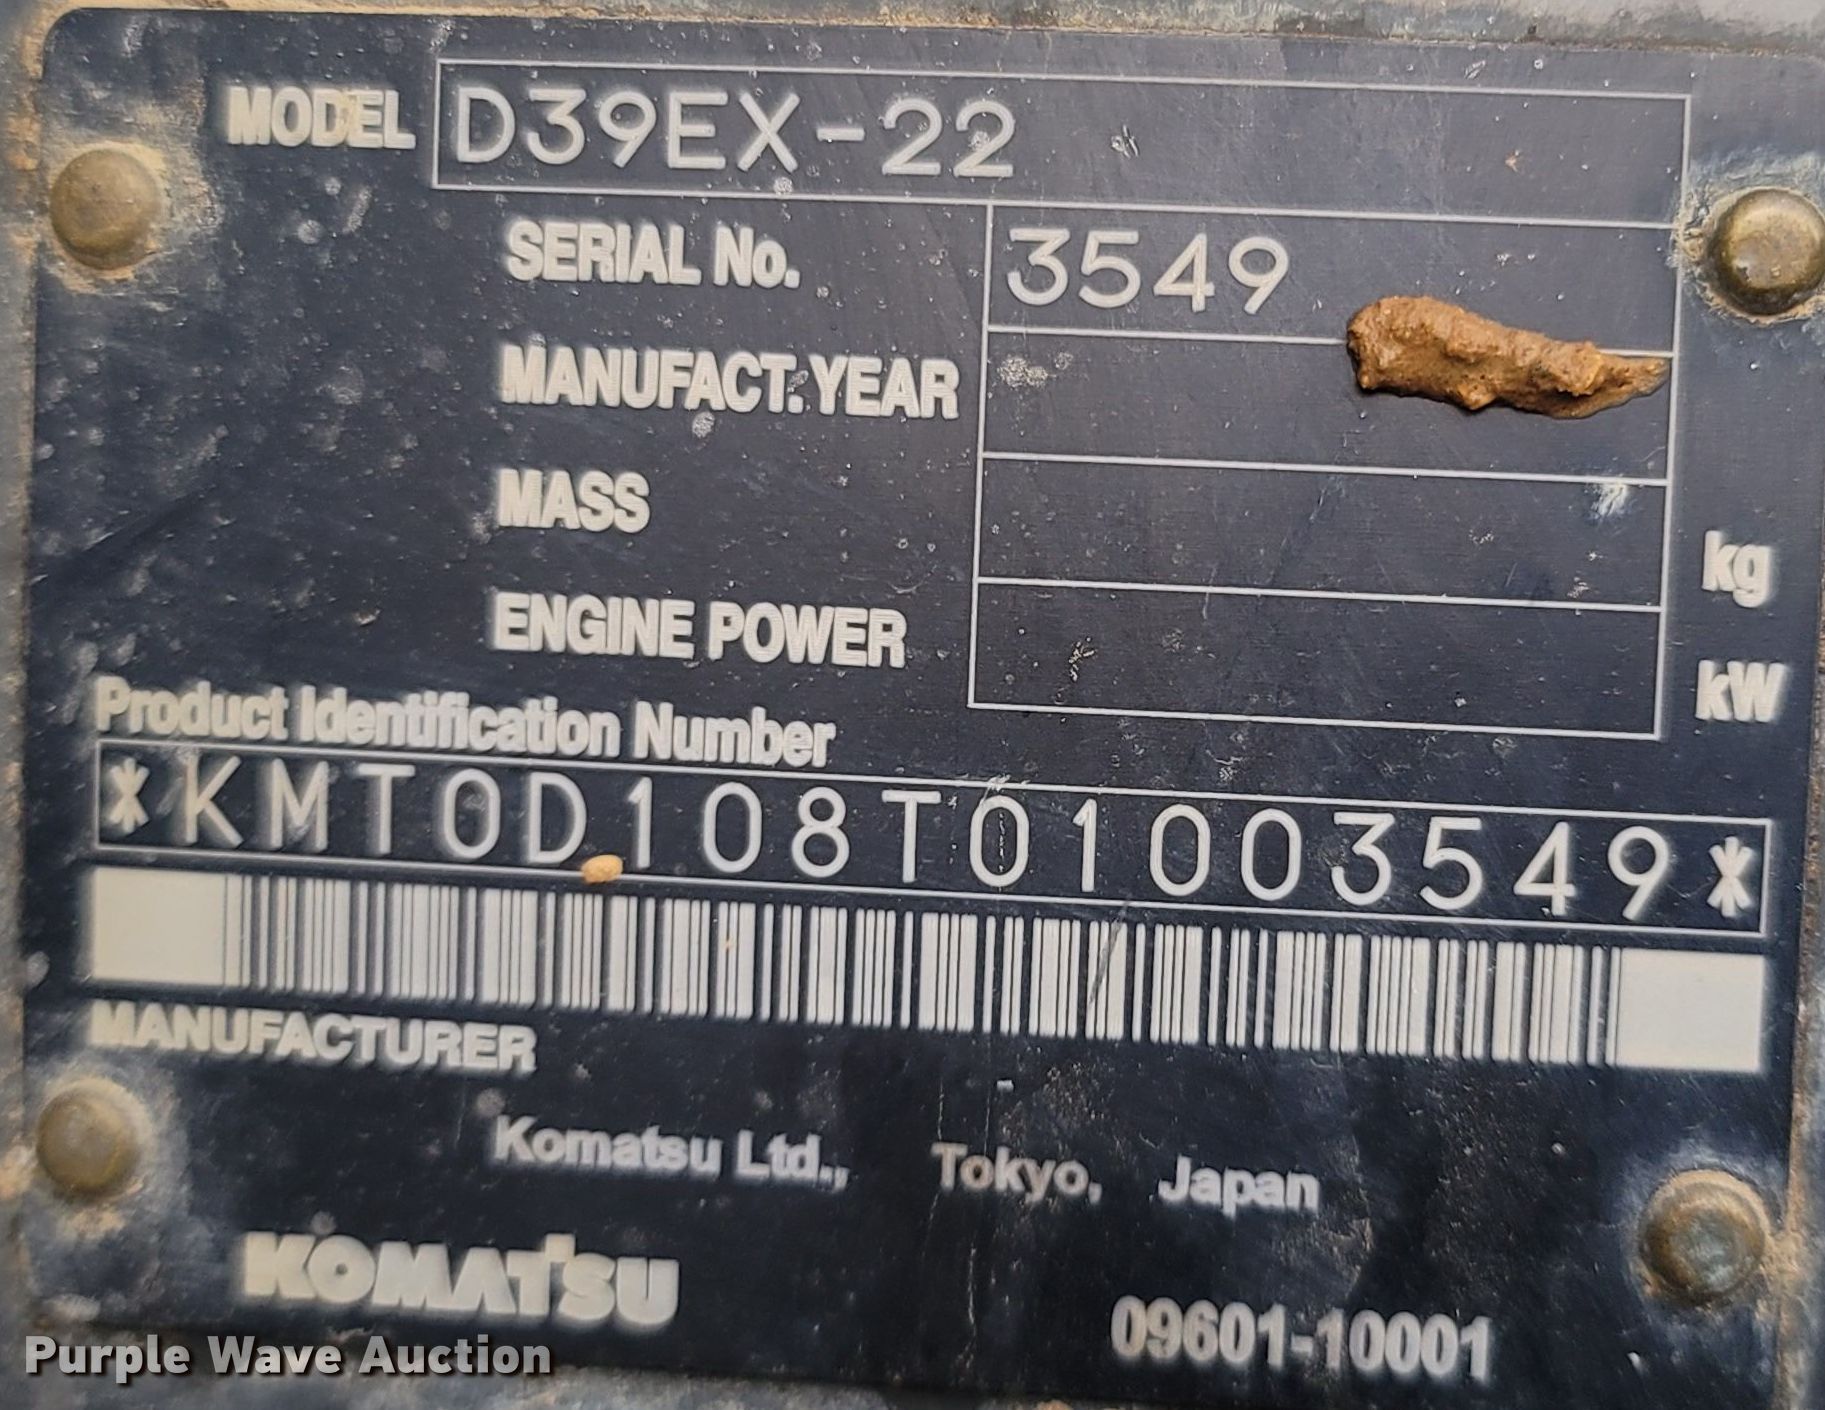 MODEL D39EX-22
SERIAL No. 3549
MANUFACT. YEAR
MASS kg
ENGINE POWER kW
Product Identification Number
*KMT0D108T01003549*
MANUFACTURER
Komatsu Ltd., Tokyo, Japan
KOMATSU
09601-10001
Purple Wave Auction